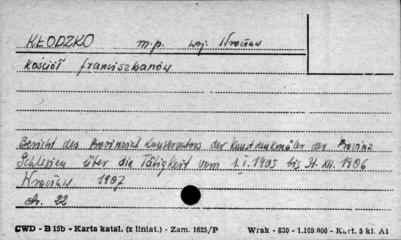 KŁODZKO m.p. woj. Wrocław
Kościół franciszkanów
Bericht des Provinzial Konservators der Kunstdenkmäler der Provinz
Schlesien über die Tätigkeit vom 1.I.1905 bis 31.XII.1906
Wrocław 1907
str. 22
CWD - B 15b - Karta katal. (z liniat.) - Zam. 1625/P Wrak - 630 - 1.169.000 - Kart. 5 kl. A1